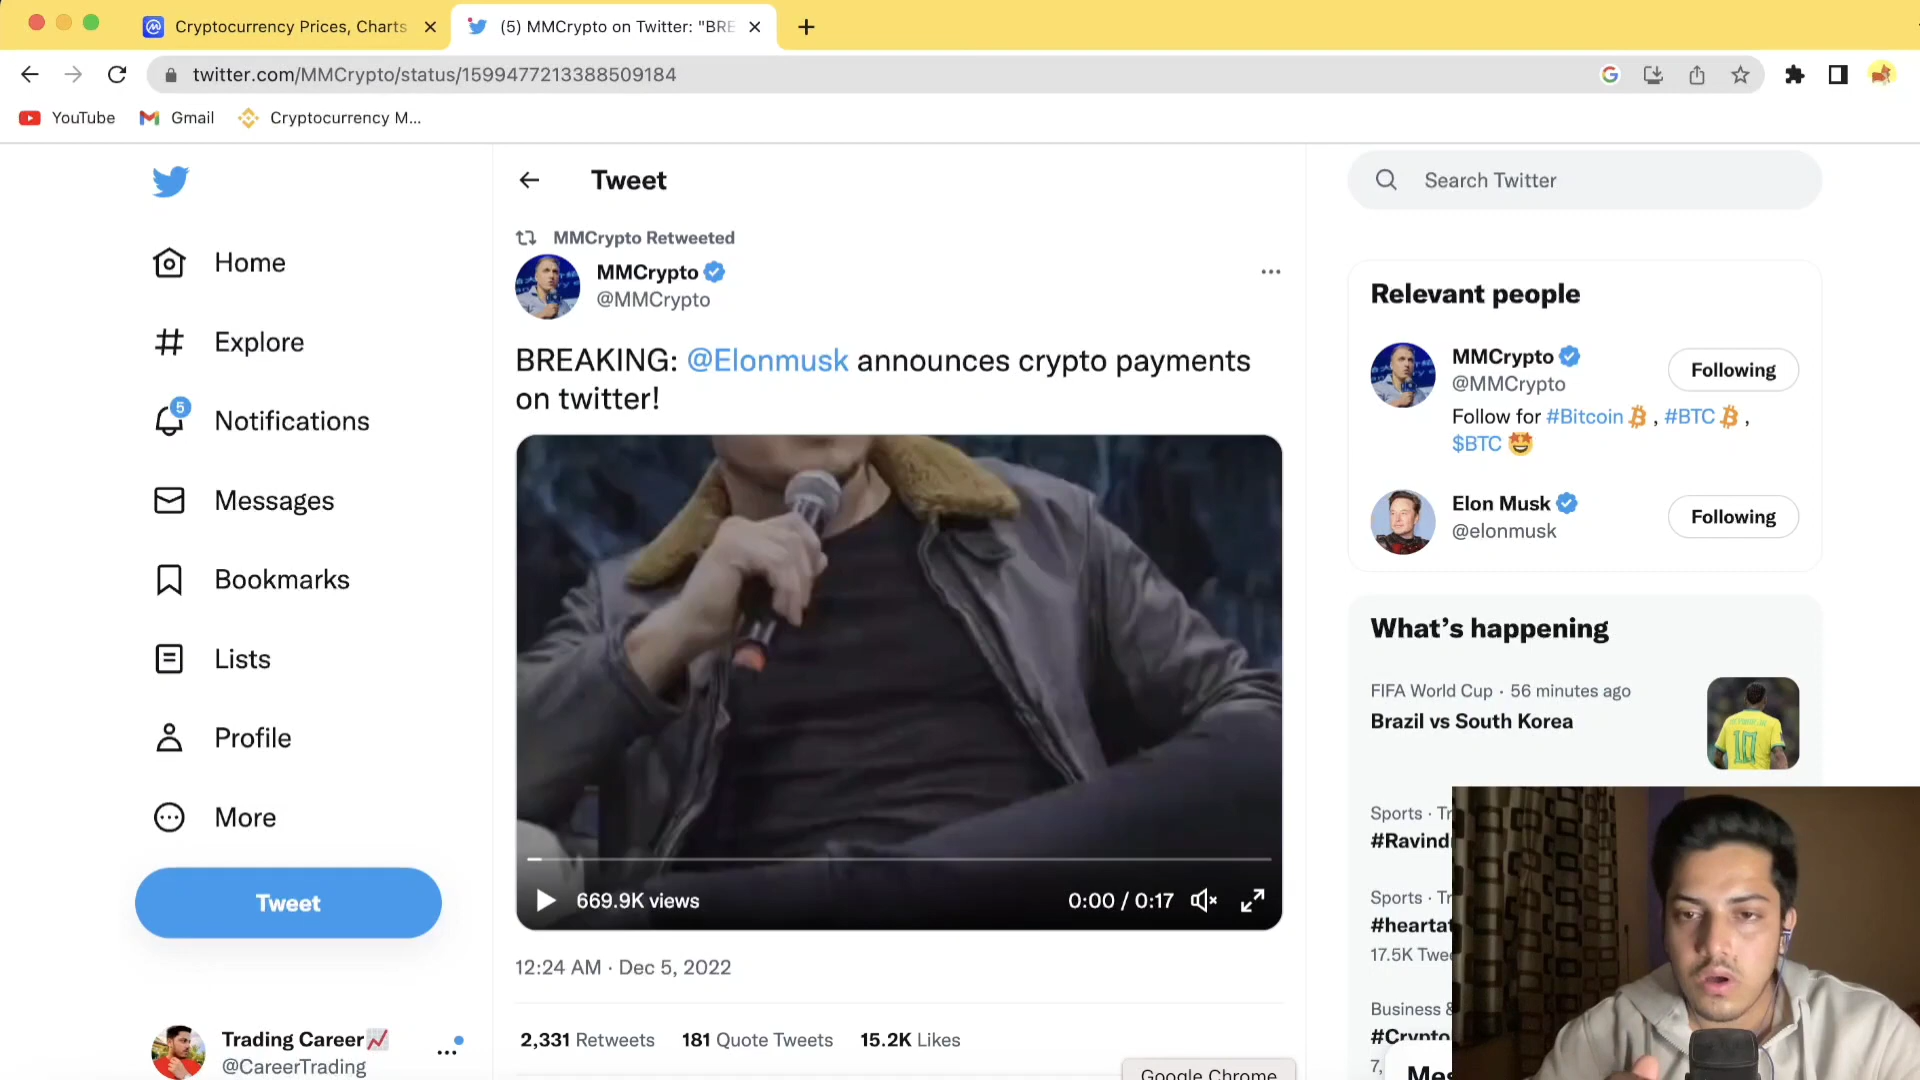 Cryptocurrency Prices, Charts
(5) MMCrypto on Twitter: "BRE
twitter.com/MMCrypto/status/1599477213388509184
YouTube
Gmail
Cryptocurrency M...
Home
Explore
5
Notifications
Messages
Bookmarks
Lists
Profile
More
Tweet
Trading Career📈
@CareerTrading
Tweet
MMCrypto Retweeted
MMCrypto
@MMCrypto
BREAKING: @Elonmusk announces crypto payments
on twitter!
669.9K views
0:00 / 0:17
12:24 AM · Dec 5, 2022
2,331 Retweets 181 Quote Tweets 15.2K Likes
Google Chrome
Search Twitter
Relevant people
MMCrypto
@MMCrypto
Following
Follow for #Bitcoin , #BTC ,
$BTC 🤩
Elon Musk
@elonmusk
Following
What's happening
FIFA World Cup · 56 minutes ago
Brazil vs South Korea
10
Sports · Tr
#Ravind
Sports · Tr
#heartat
17.5K Twe
Business &
#Crypto
7,
Mes